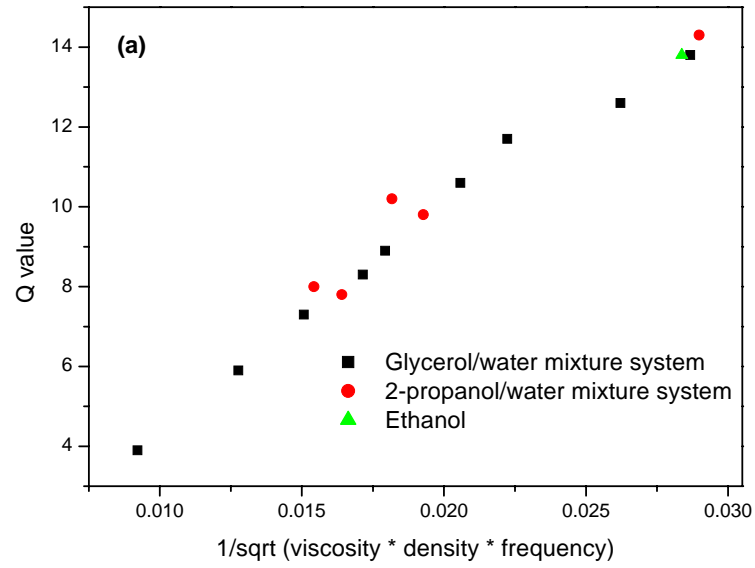 (a)
14
12
10
8
6
4
Q value
Glycerol/water mixture system
2-propanol/water mixture system
Ethanol
0.010 0.015 0.020 0.025 0.030
1/sqrt (viscosity * density * frequency)